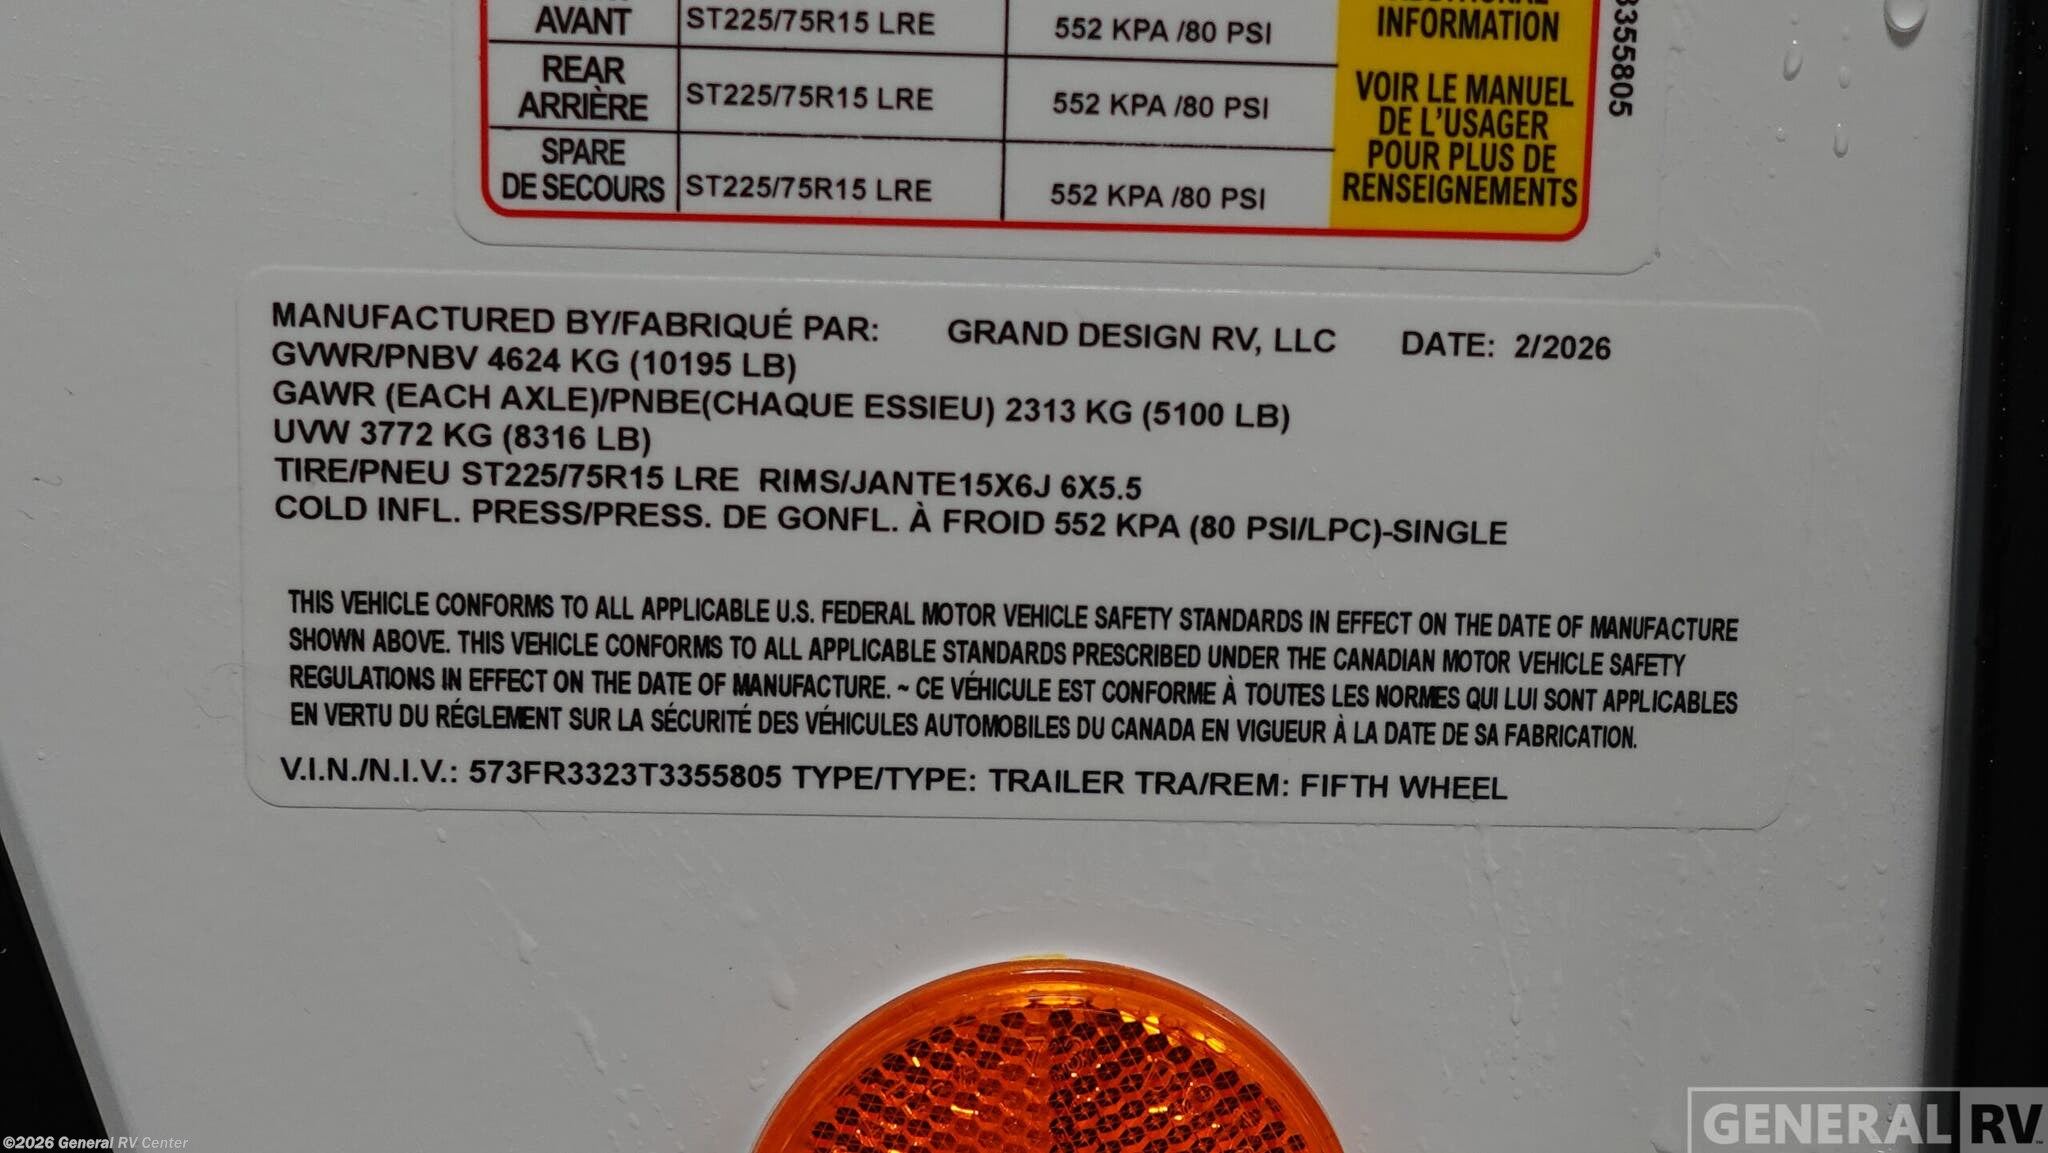 AVANT ST225/75R15 LRE 552 KPA /80 PSI
INFORMATION
REAR
ARRIÈRE ST225/75R15 LRE 552 KPA /80 PSI
SPARE
DE SECOURS ST225/75R15 LRE 552 KPA /80 PSI
VOIR LE MANUEL
DE L'USAGER
POUR PLUS DE
RENSEIGNEMENTS
355805
MANUFACTURED BY/FABRIQUÉ PAR: GRAND DESIGN RV, LLC DATE: 2/2026
GVWR/PNBV 4624 KG (10195 LB)
GAWR (EACH AXLE)/PNBE(CHAQUE ESSIEU) 2313 KG (5100 LB)
UVW 3772 KG (8316 LB)
TIRE/PNEU ST225/75R15 LRE RIMS/JANTE15X6J 6X5.5
COLD INFL. PRESS/PRESS. DE GONFL. À FROID 552 KPA (80 PSI/LPC)-SINGLE
THIS VEHICLE CONFORMS TO ALL APPLICABLE U.S. FEDERAL MOTOR VEHICLE SAFETY STANDARDS IN EFFECT ON THE DATE OF MANUFACTURE
SHOWN ABOVE. THIS VEHICLE CONFORMS TO ALL APPLICABLE STANDARDS PRESCRIBED UNDER THE CANADIAN MOTOR VEHICLE SAFETY
REGULATIONS IN EFFECT ON THE DATE OF MANUFACTURE. ~ CE VÉHICULE EST CONFORME À TOUTES LES NORMES QUI LUI SONT APPLICABLES
EN VERTU DU RÉGLEMENT SUR LA SÉCURITÉ DES VÉHICULES AUTOMOBILES DU CANADA EN VIGUEUR À LA DATE DE SA FABRICATION.
V.I.N./N.I.V.: 573FR3323T3355805 TYPE/TYPE: TRAILER TRA/REM: FIFTH WHEEL
©2026 General RV Center
GENERAL RV